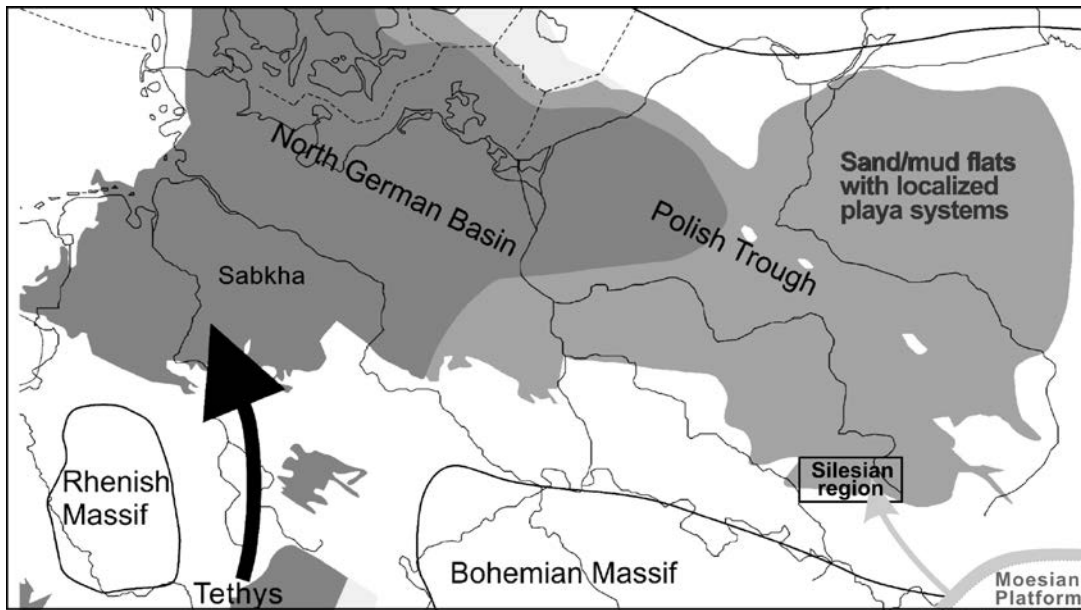 North German Basin
Sand/mud flats
with localized
playa systems
Polish Trough
Sabkha
Silesian
region
Rhenish
Massif
Bohemian Massif
Tethys
Moesian
Platform